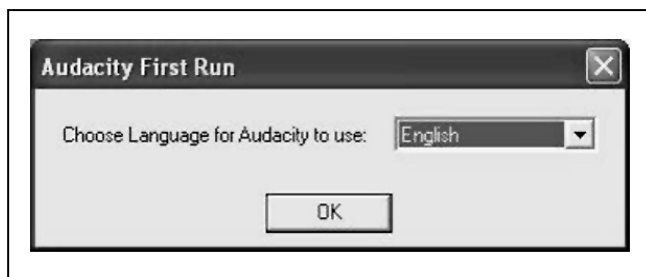 Audacity First Run
Choose Language for Audacity to use:
English
OK